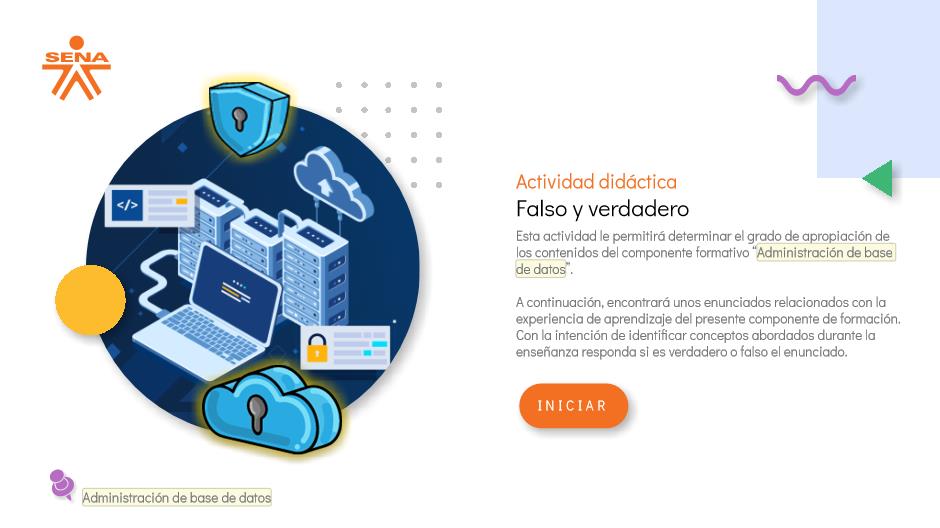 SENA
</>
Actividad didáctica
Falso y verdadero
Esta actividad le permitirá determinar el grado de apropiación de
los contenidos del componente formativo “Administración de base
de datos”.
A continuación, encontrará unos enunciados relacionados con la
experiencia de aprendizaje del presente componente de formación.
Con la intención de identificar conceptos abordados durante la
enseñanza responda si es verdadero o falso el enunciado.
INICIAR
Administración de base de datos